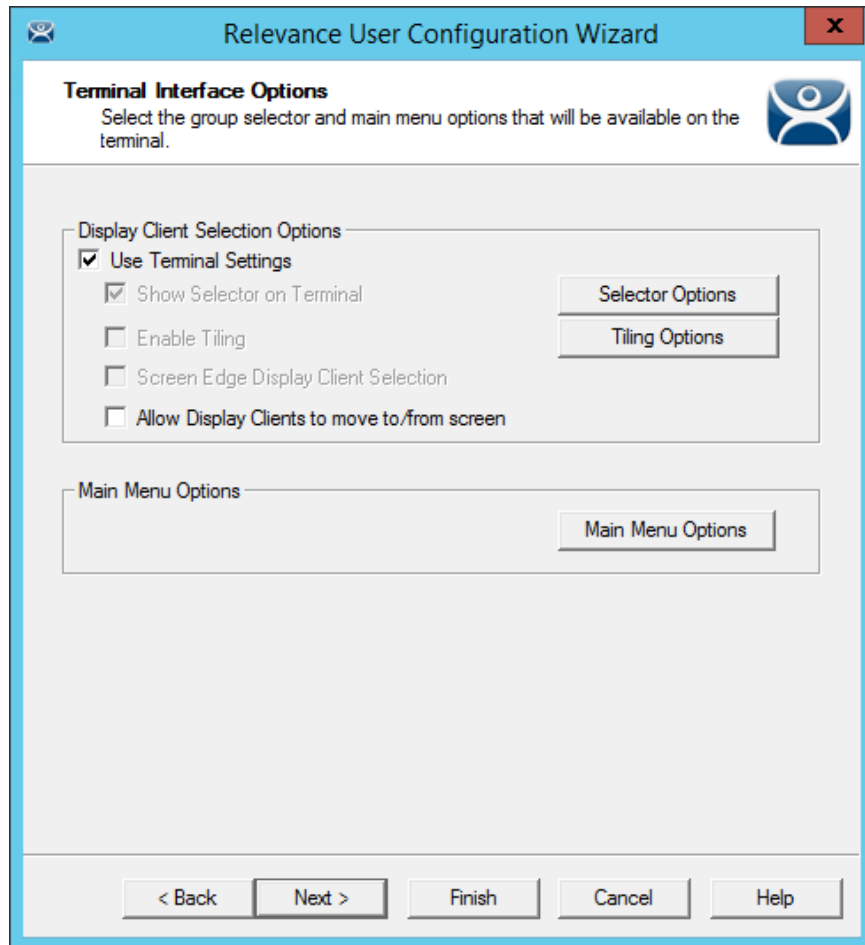 Relevance User Configuration Wizard
x
Terminal Interface Options
Select the group selector and main menu options that will be available on the
terminal.
Display Client Selection Options
Use Terminal Settings
Show Selector on Terminal
Selector Options
Enable Tiling
Tiling Options
Screen Edge Display Client Selection
Allow Display Clients to move to/from screen
Main Menu Options
Main Menu Options
< Back
Next >
Finish
Cancel
Help